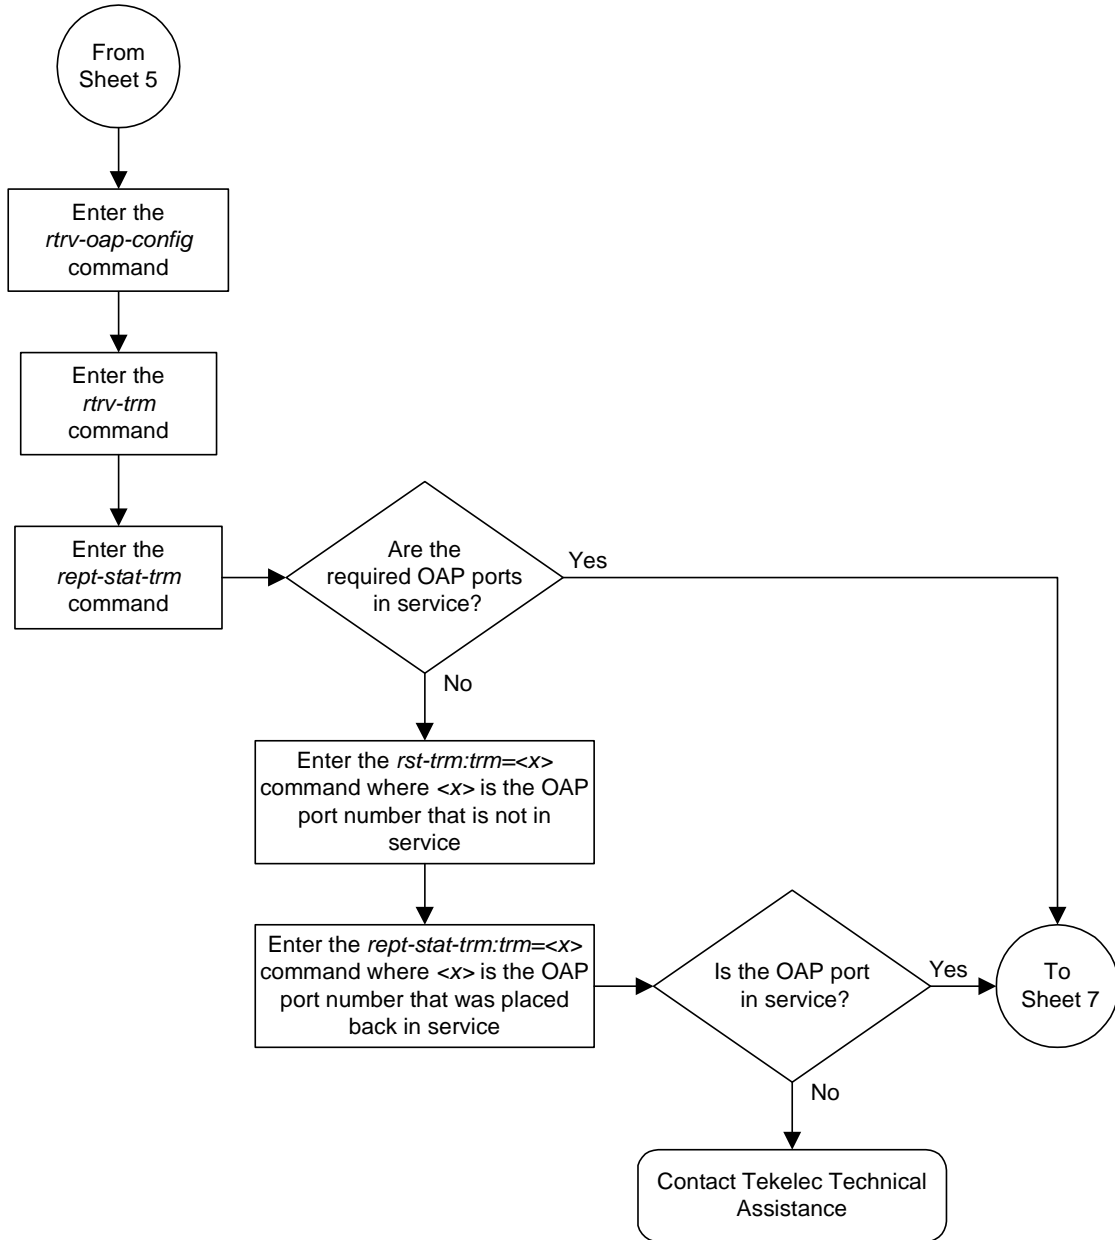 From
Sheet 5
Enter the
rtrv-oap-config
command
Enter the
rtrv-trm
command
Enter the
rept-stat-trm
command
Are the
required OAP ports
in service?
Yes
No
Enter the rst-trm:trm=<x>
command where <x> is the OAP
port number that is not in
service
Enter the rept-stat-trm:trm=<x>
command where <x> is the OAP
port number that was placed
back in service
Is the OAP port
in service?
Yes
To
Sheet 7
No
Contact Tekelec Technical
Assistance